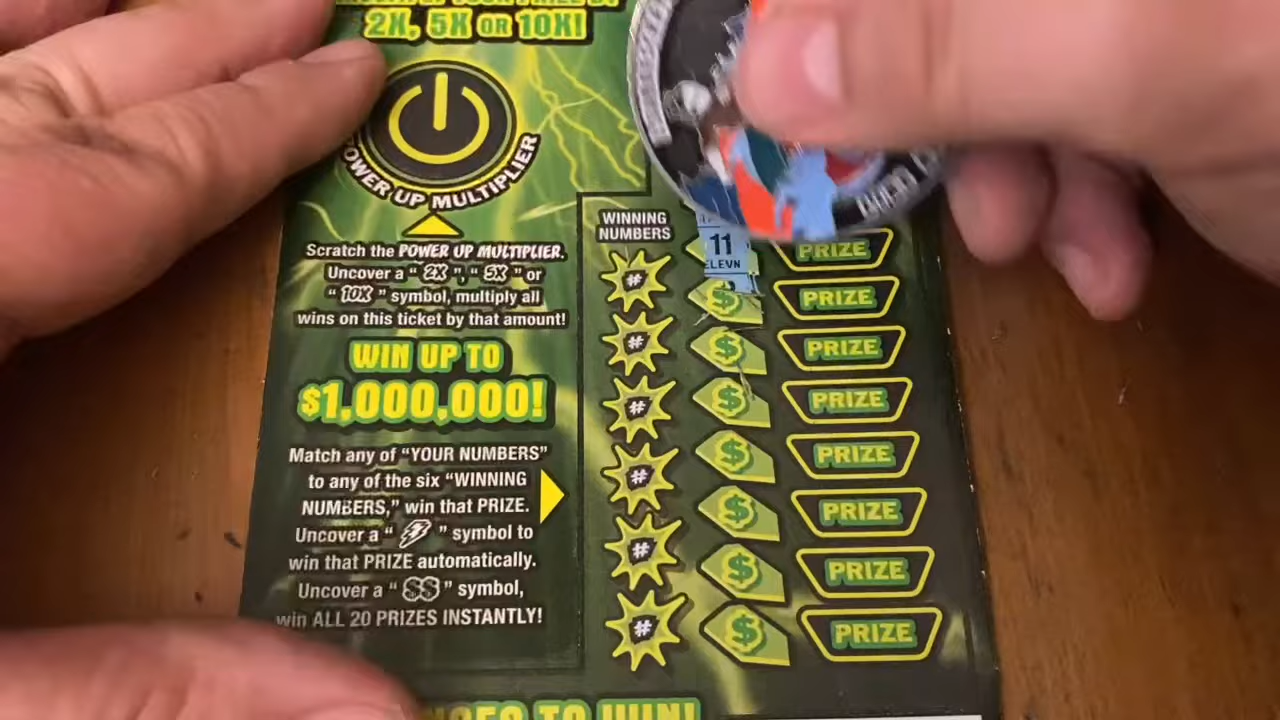 2X, 5X OR 10X!
POWER UP MULTIPLIER
Scratch the POWER UP MULTIPLIER.
Uncover a " 2X ", " 5X " or
" 10X " symbol, multiply all
wins on this ticket by that amount!
WIN UP TO
$1,000,000!
Match any of "YOUR NUMBERS"
to any of the six "WINNING
NUMBERS," win that PRIZE.
Uncover a " " symbol to
win that PRIZE automatically.
Uncover a " $$ " symbol,
win ALL 20 PRIZES INSTANTLY!
WINNING
NUMBERS
#
#
#
#
#
#
11
ELEVN
$
$
$
$
$
$
$
PRIZE
PRIZE
PRIZE
PRIZE
PRIZE
PRIZE
PRIZE
PRIZE
TO WIN!